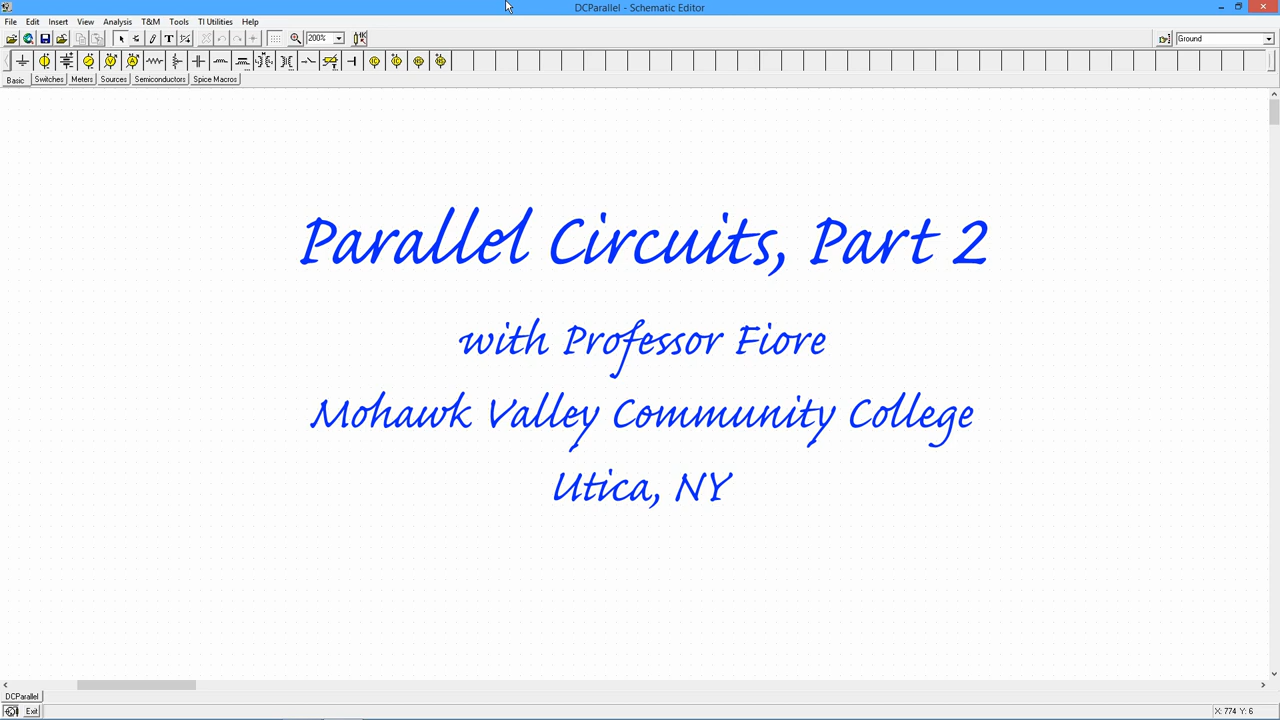 DCParallel - Schematic Editor
File Edit Insert View Analysis T&M Tools TI Utilities Help
200% Ground
Basic Switches Meters Sources Semiconductors Spice Macros
Parallel Circuits, Part 2
with Professor Fiore
Mohawk Valley Community College
Utica, NY
DCParallel
Exit X: 774 Y: 6